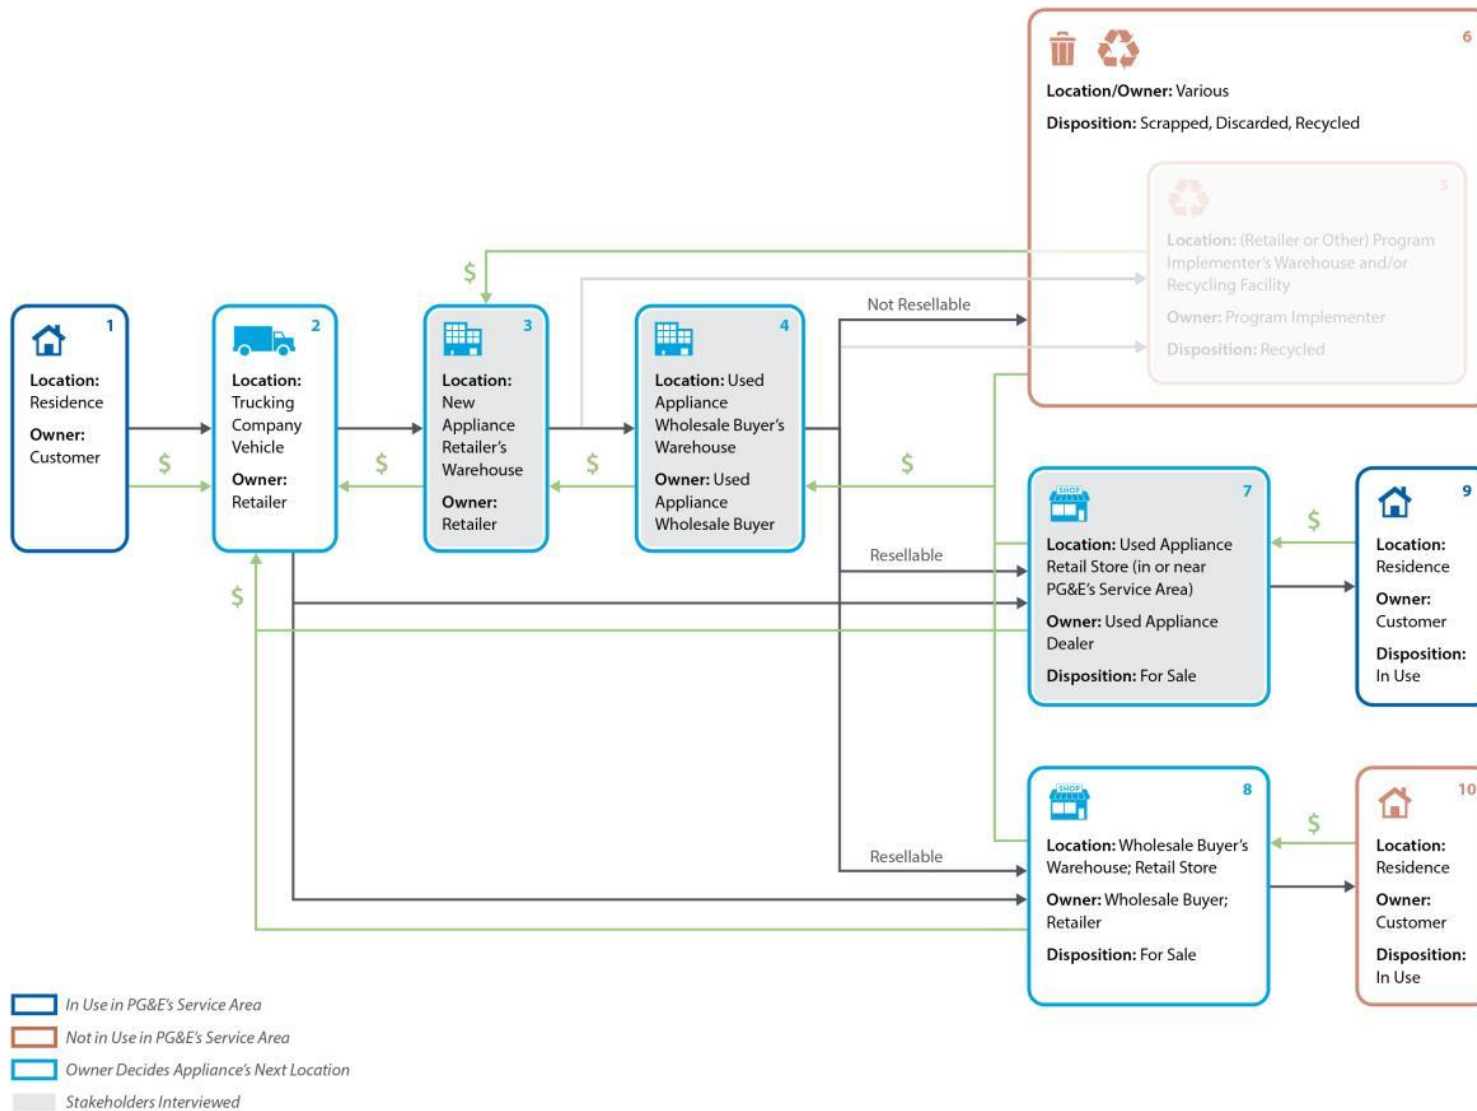 6
Location/Owner: Various
Disposition: Scrapped, Discarded, Recycled
5
Location: (Retailer or Other) Program
Implementer's Warehouse and/or
Recycling Facility
Owner: Program Implementer
Disposition: Recycled
$
Not Resellable
1
Location:
Residence
Owner:
Customer
$
2
Location:
Trucking
Company
Vehicle
Owner:
Retailer
$
3
Location:
New
Appliance
Retailer's
Warehouse
Owner:
Retailer
$
4
Location: Used
Appliance
Wholesale Buyer's
Warehouse
Owner: Used
Appliance
Wholesale Buyer
$
Resellable
$
7
SHOP
Location: Used Appliance
Retail Store (in or near
PG&E's Service Area)
Owner: Used Appliance
Dealer
Disposition: For Sale
$
9
Location:
Residence
Owner:
Customer
Disposition:
In Use
Resellable
8
SHOP
Location: Wholesale Buyer's
Warehouse; Retail Store
Owner: Wholesale Buyer;
Retailer
Disposition: For Sale
$
10
Location:
Residence
Owner:
Customer
Disposition:
In Use
In Use in PG&E's Service Area
Not in Use in PG&E's Service Area
Owner Decides Appliance's Next Location
Stakeholders Interviewed